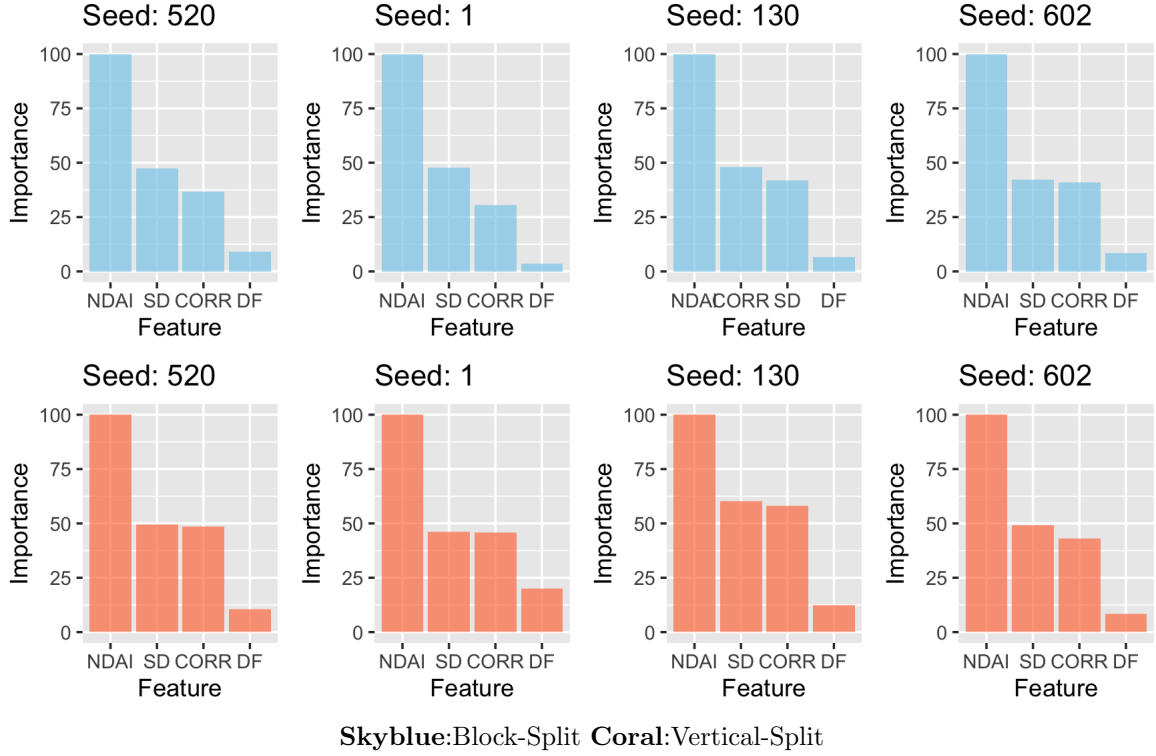 Seed: 520 Seed: 1 Seed: 130 Seed: 602
100 100 100 100
75 75 75 75
50 50 50 50
25 25 25 25
0 0 0 0
Importance Importance Importance Importance
NDAI SD CORR DF NDAI SD CORR DF NDAI CORR SD DF NDAI SD CORR DF
Feature Feature Feature Feature
Seed: 520 Seed: 1 Seed: 130 Seed: 602
100 100 100 100
75 75 75 75
50 50 50 50
25 25 25 25
0 0 0 0
Importance Importance Importance Importance
NDAI SD CORR DF NDAI SD CORR DF NDAI SD CORR DF NDAI SD CORR DF
Feature Feature Feature Feature
Skyblue:Block-Split Coral:Vertical-Split